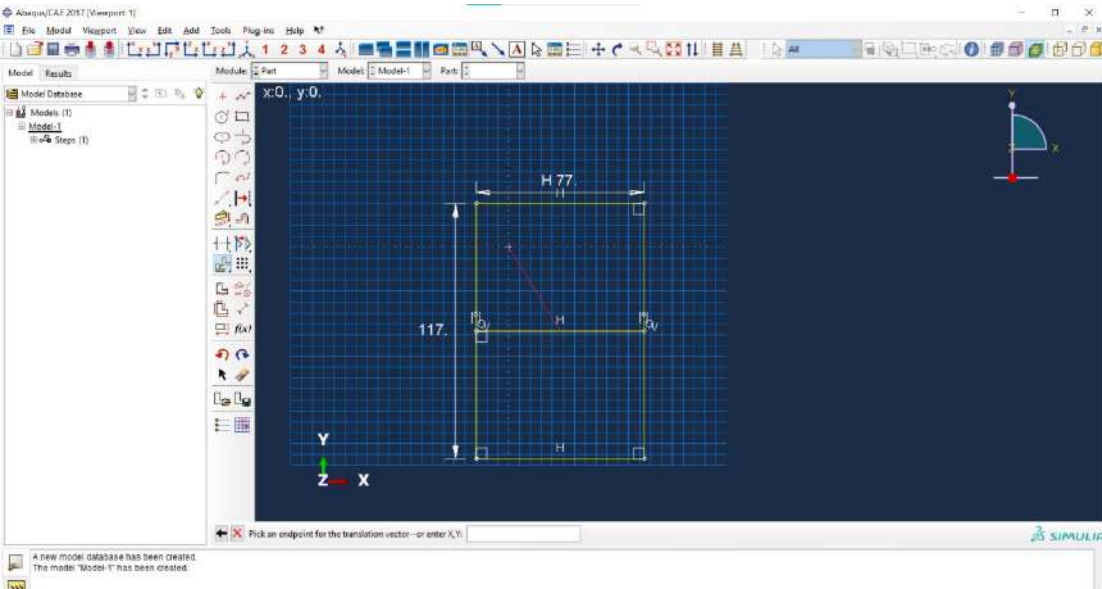 Abaqus/CAE 2017 [Viewport: 1]
File Model Viewport View Edit Add Tools Plug-ins Help
1 2 3 4 A All
Model Results
Module: Part Model: Model-1 Part:
Model Database
x:0., y:0.
Models (1)
Model-1
Steps (1)
f(x)
Y
Z X
H 77.
H
H
117.
H
Y
Z X
Pick an endpoint for the translation vector--or enter X,Y:
SIMULIA
A new model database has been created.
The model "Model-1" has been created.